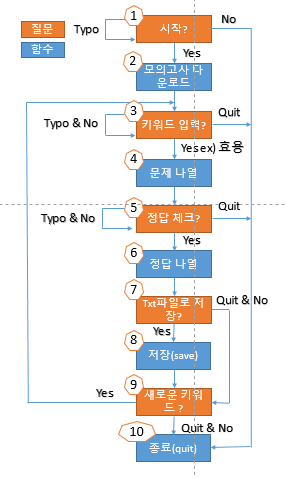 질문
함수
Typo
1
시작?
No
Yes
2
모의고사 다
운로드
3
키워드 입력?
Quit
Typo & No
Yesex) 효용
4
문제 나열
5
정답 체크?
Quit
Typo & No
Yes
6
정답 나열
7
Txt파일로 저
장?
Quit & No
Yes
8
저장(save)
9
새로운 키워
드 ?
Yes
Quit & No
10
종료(quit)